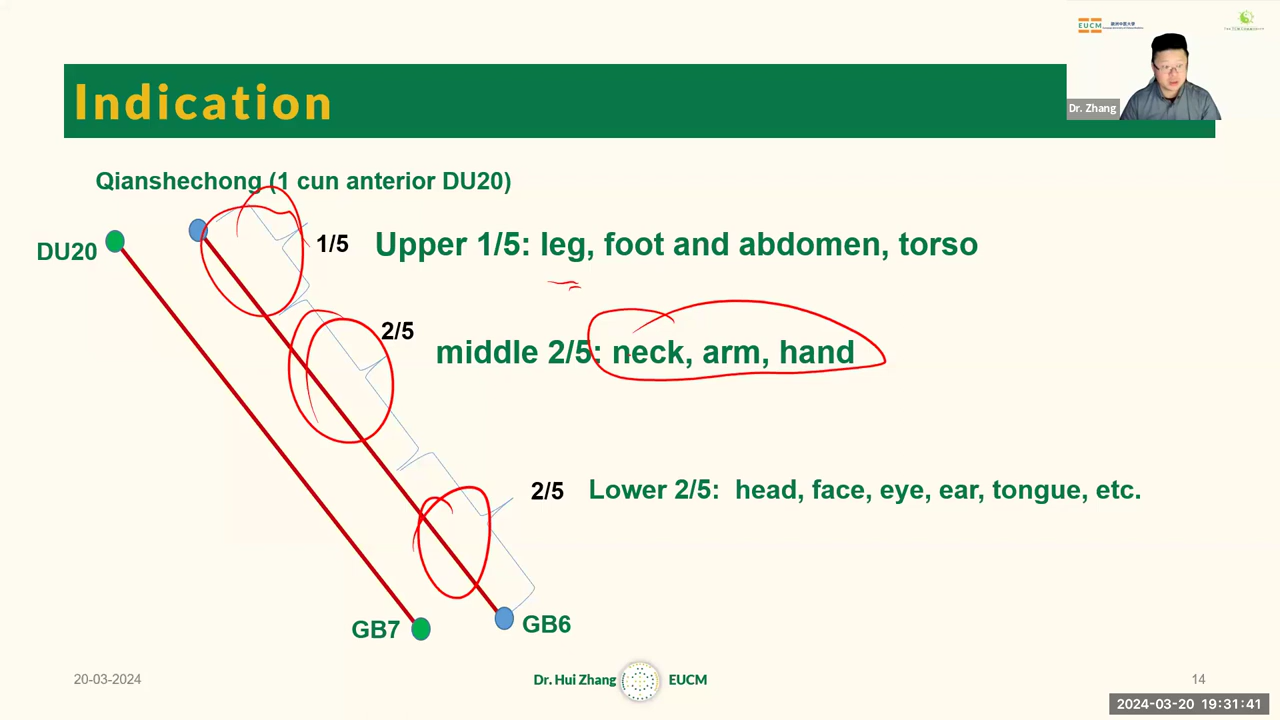 EUCM
Dr. Zhang
Indication
Qianshechong (1 cun anterior DU20)
DU20
1/5
Upper 1/5: leg, foot and abdomen, torso
2/5
middle 2/5: neck, arm, hand
2/5
Lower 2/5: head, face, eye, ear, tongue, etc.
GB7
GB6
20-03-2024
Dr. Hui Zhang
EUCM
14
2024-03-20 19:31:41